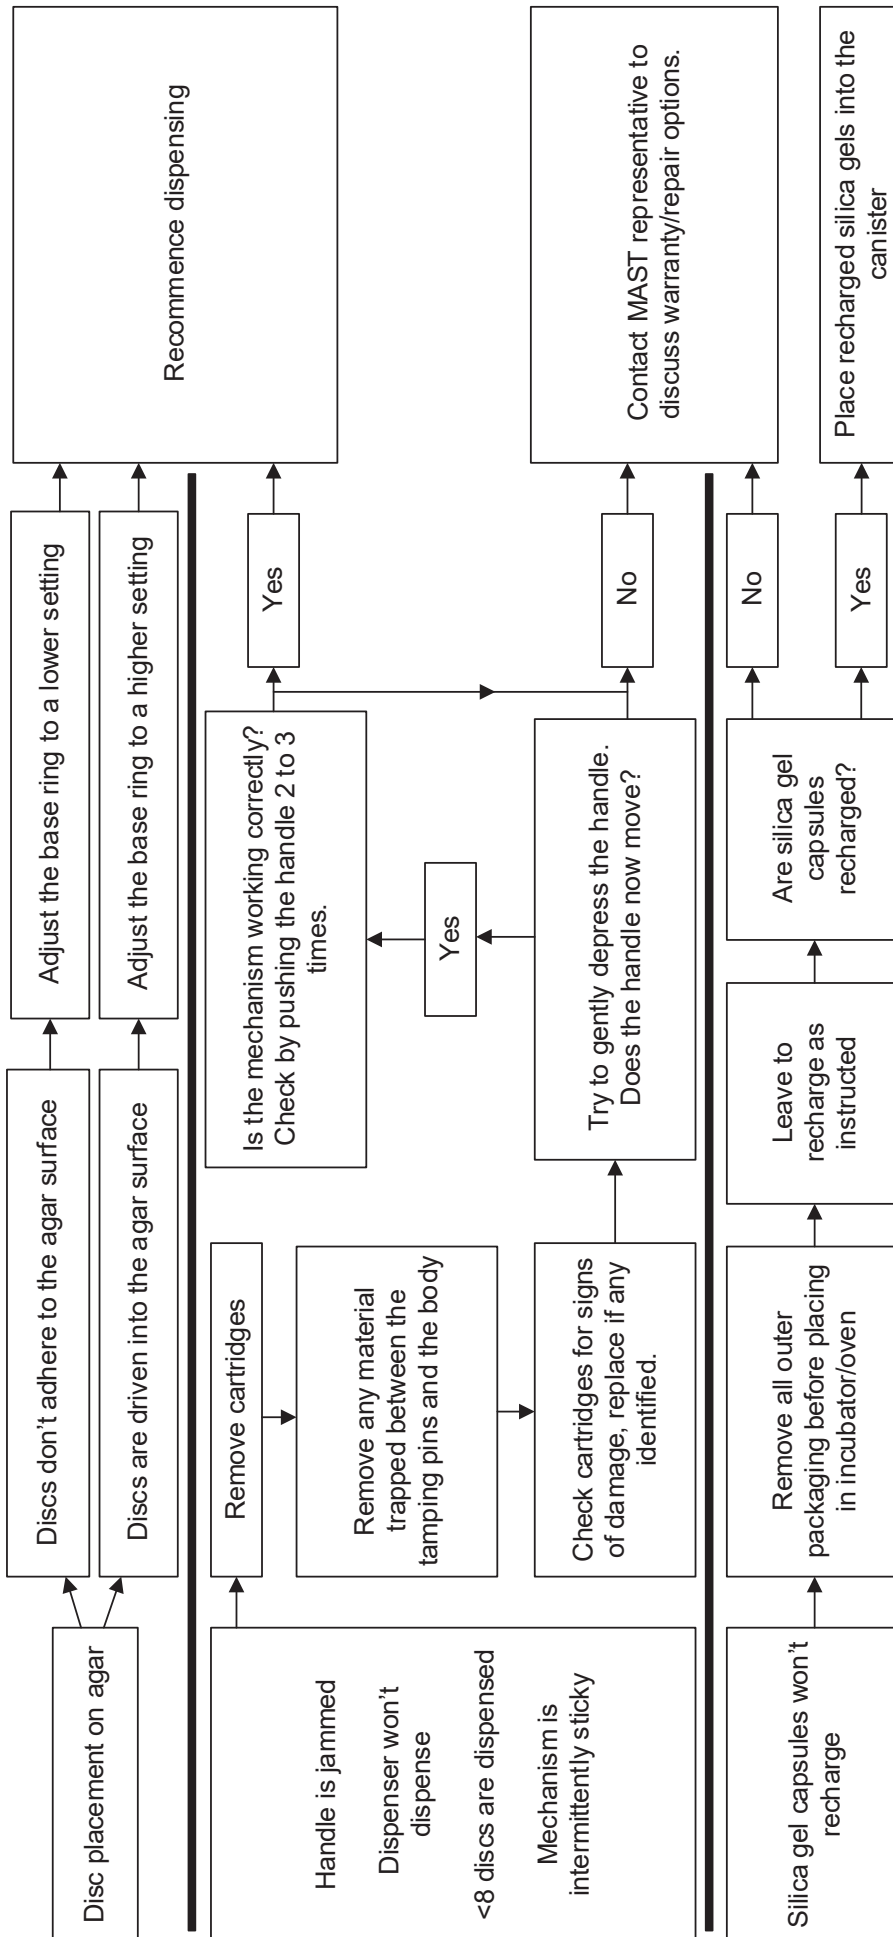 Disc placement on agar
Discs don't adhere to the agar surface
Adjust the base ring to a lower setting
Discs are driven into the agar surface
Adjust the base ring to a higher setting
Recommence dispensing
Handle is jammed
Dispenser won't
dispense
<8 discs are dispensed
Mechanism is
intermittently sticky
Remove cartridges
Remove any material
trapped between the
tamping pins and the body
Check cartridges for signs
of damage, replace if any
identified.
Try to gently depress the handle.
Does the handle now move?
Yes
Is the mechanism working correctly?
Check by pushing the handle 2 to 3
times.
Yes
No
Contact MAST representative to
discuss warranty/repair options.
Silica gel capsules won't
recharge
Remove all outer
packaging before placing
in incubator/oven
Leave to
recharge as
instructed
Are silica gel
capsules
recharged?
No
Yes
Place recharged silica gels into the
canister